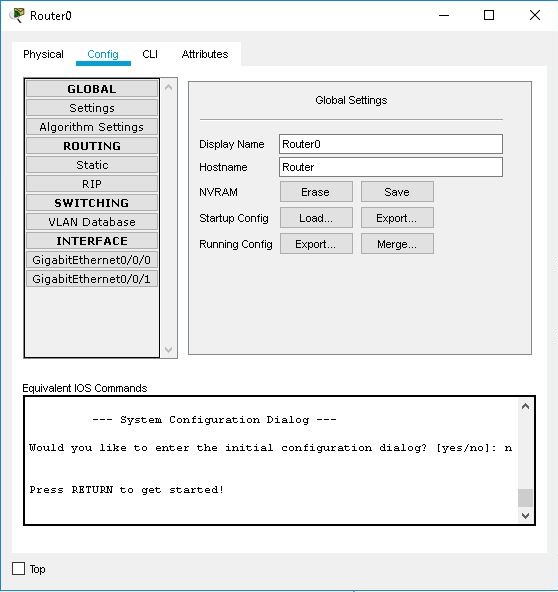 Router0
Physical Config CLI Attributes
GLOBAL
Settings
Algorithm Settings
ROUTING
Static
RIP
SWITCHING
VLAN Database
INTERFACE
GigabitEthernet0/0/0
GigabitEthernet0/0/1
Global Settings
Display Name Router0
Hostname Router
NVRAM Erase Save
Startup Config Load... Export...
Running Config Export... Merge...
Equivalent IOS Commands
--- System Configuration Dialog ---
Would you like to enter the initial configuration dialog? [yes/no]: n
Press RETURN to get started!
Top